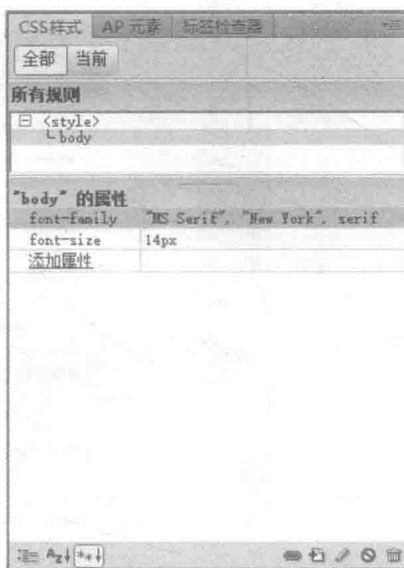 CSS样式 AP 元素 标签检查器
全部 当前
所有规则
<style>
body
"body" 的属性
font-family "MS Serif", "New York", serif
font-size 14px
添加属性